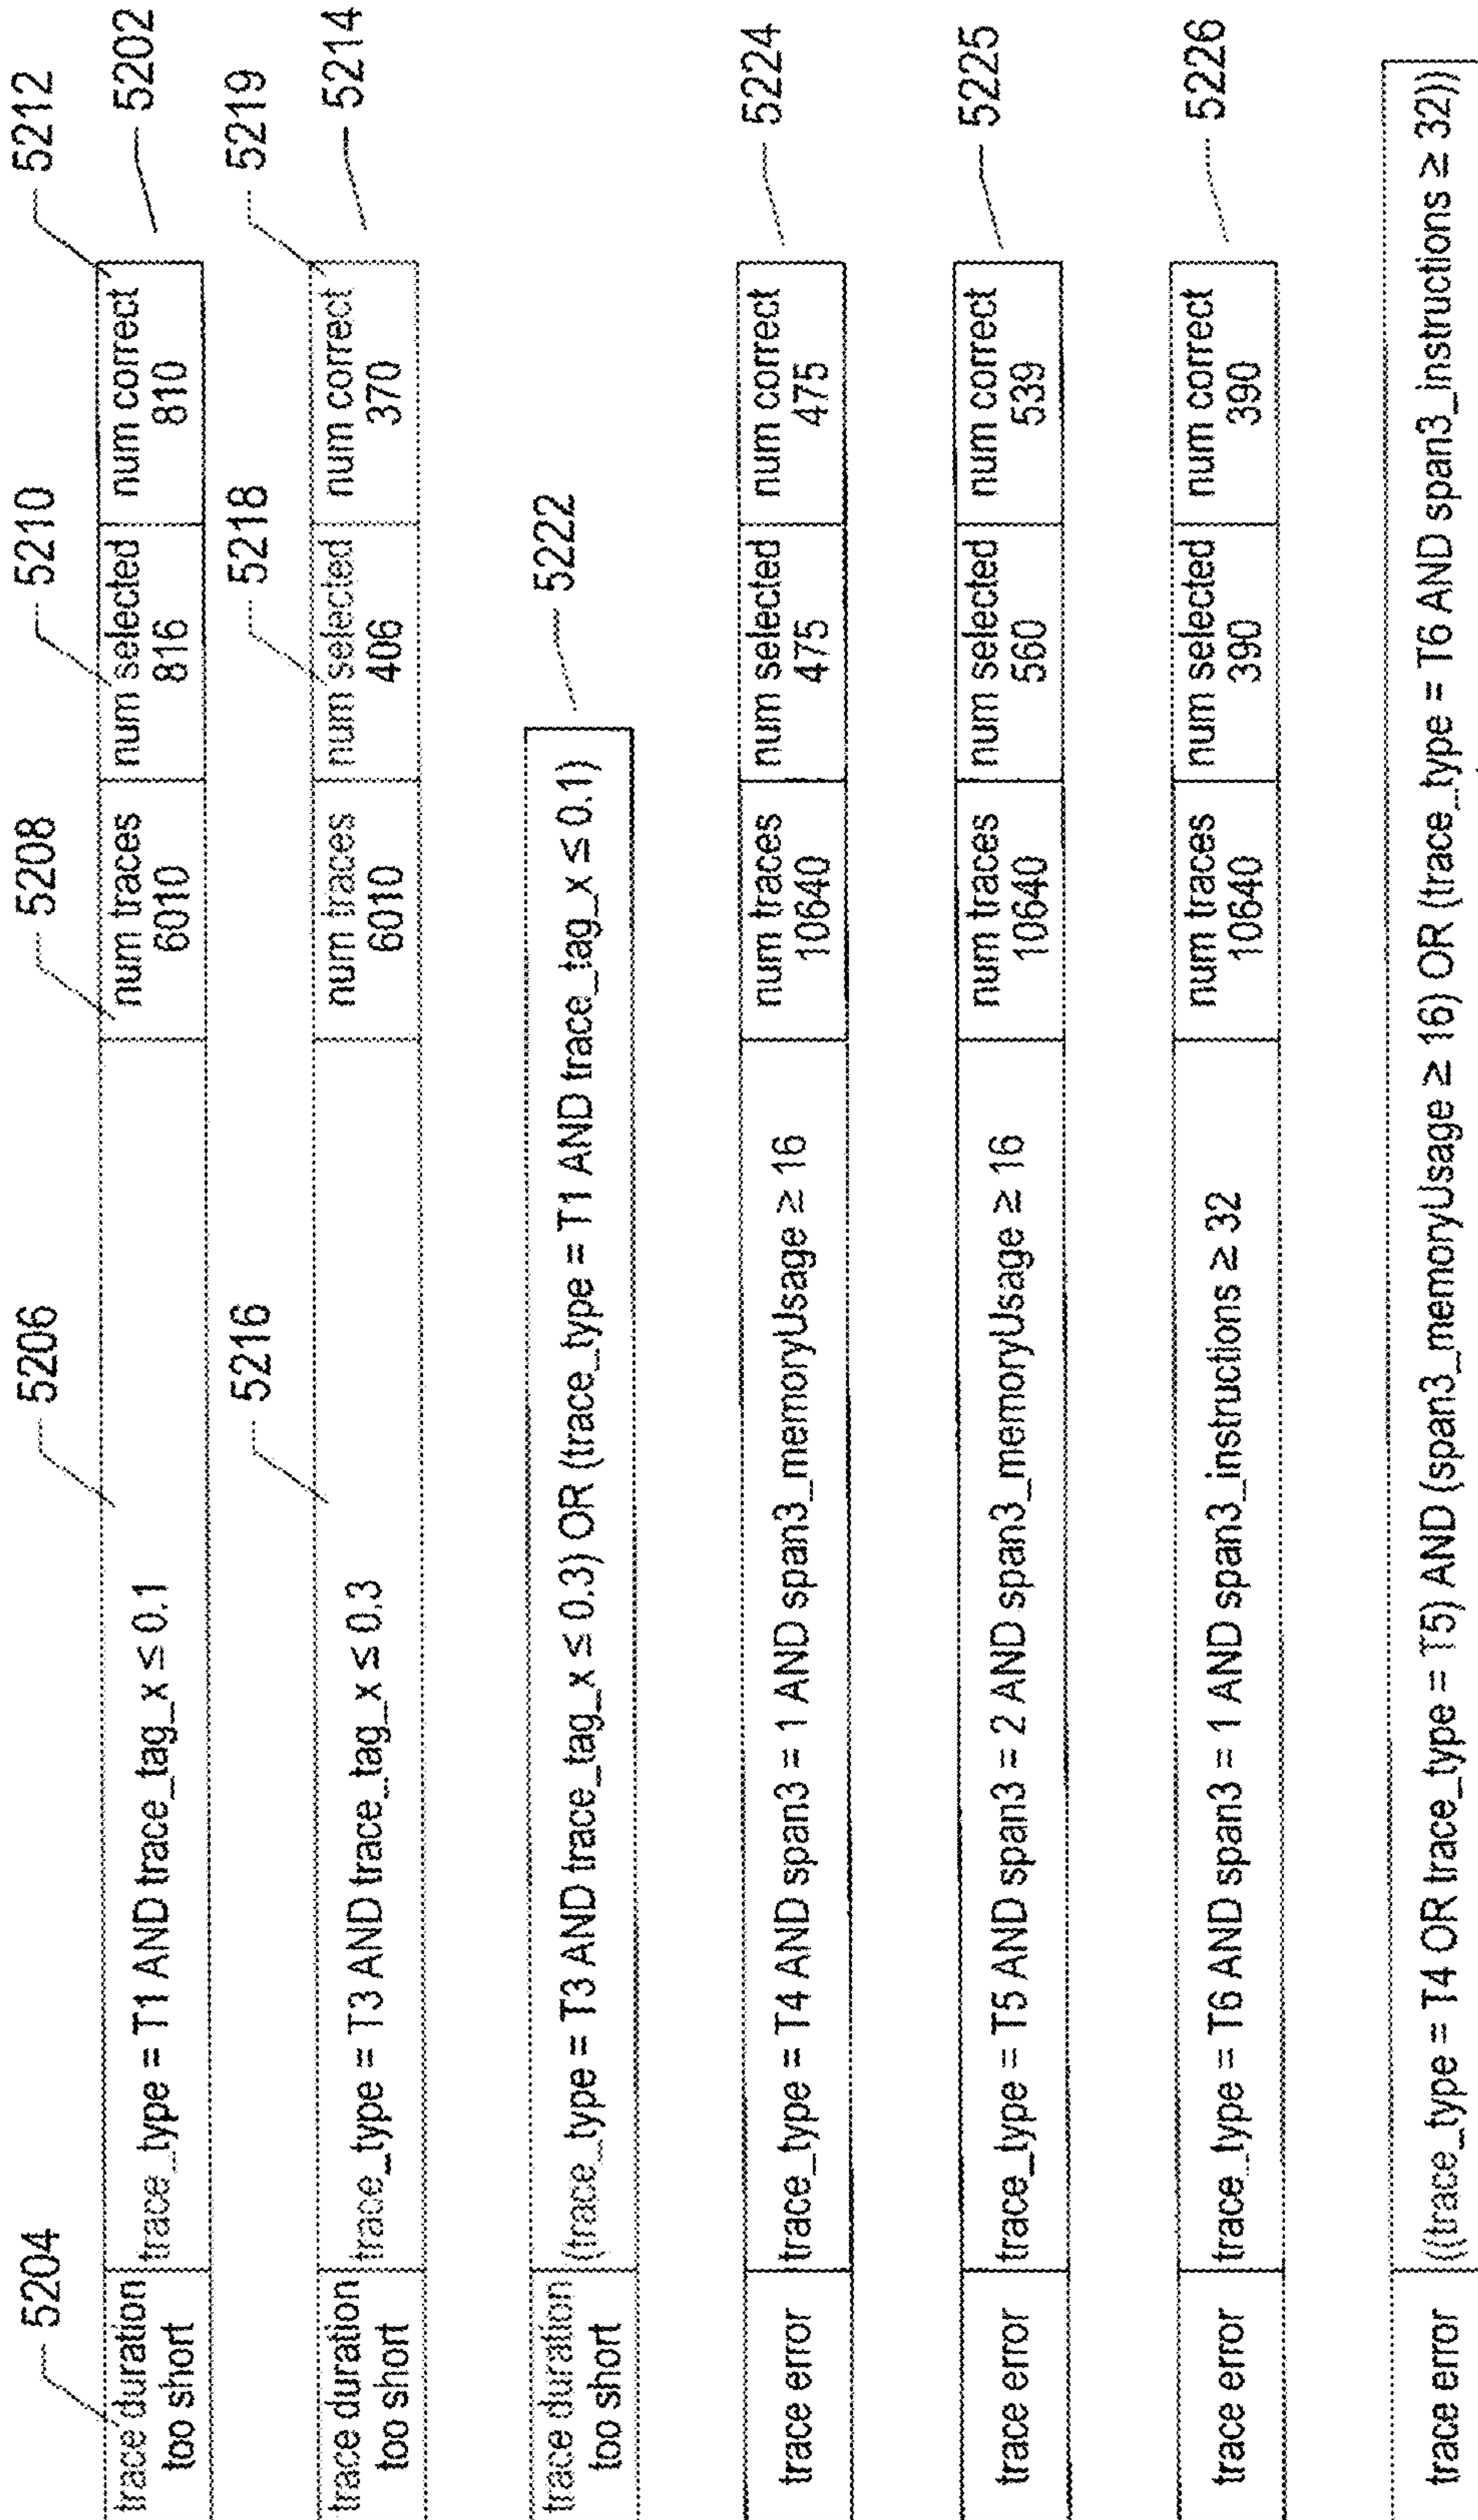 5204
5206
5208
5210
5212
trace duration too short
trace_type = T1 AND trace_tag_x ≤ 0.1
num traces 6010
num selected 816
num correct 810
5202
5216
5218
5219
trace duration too short
trace_type = T3 AND trace_tag_x ≤ 0.3
num traces 6010
num selected 406
num correct 370
5214
trace duration too short
(trace_type = T3 AND trace_tag_x ≤ 0.3) OR (trace_type = T1 AND trace_tag_x ≤ 0.1)
5222
trace error
trace_type = T4 AND span3 = 1 AND span3_memoryUsage ≥ 16
num traces 10640
num selected 475
num correct 475
5224
trace error
trace_type = T5 AND span3 = 2 AND span3_memoryUsage ≥ 16
num traces 10640
num selected 560
num correct 539
5225
trace error
trace_type = T6 AND span3 = 1 AND span3_instructions ≥ 32
num traces 10640
num selected 390
num correct 390
5226
trace error
(((trace_type = T4 OR trace_type = T5) AND (span3_memoryUsage ≥ 16) OR (trace_type = T6 AND span3_instructions ≥ 32))